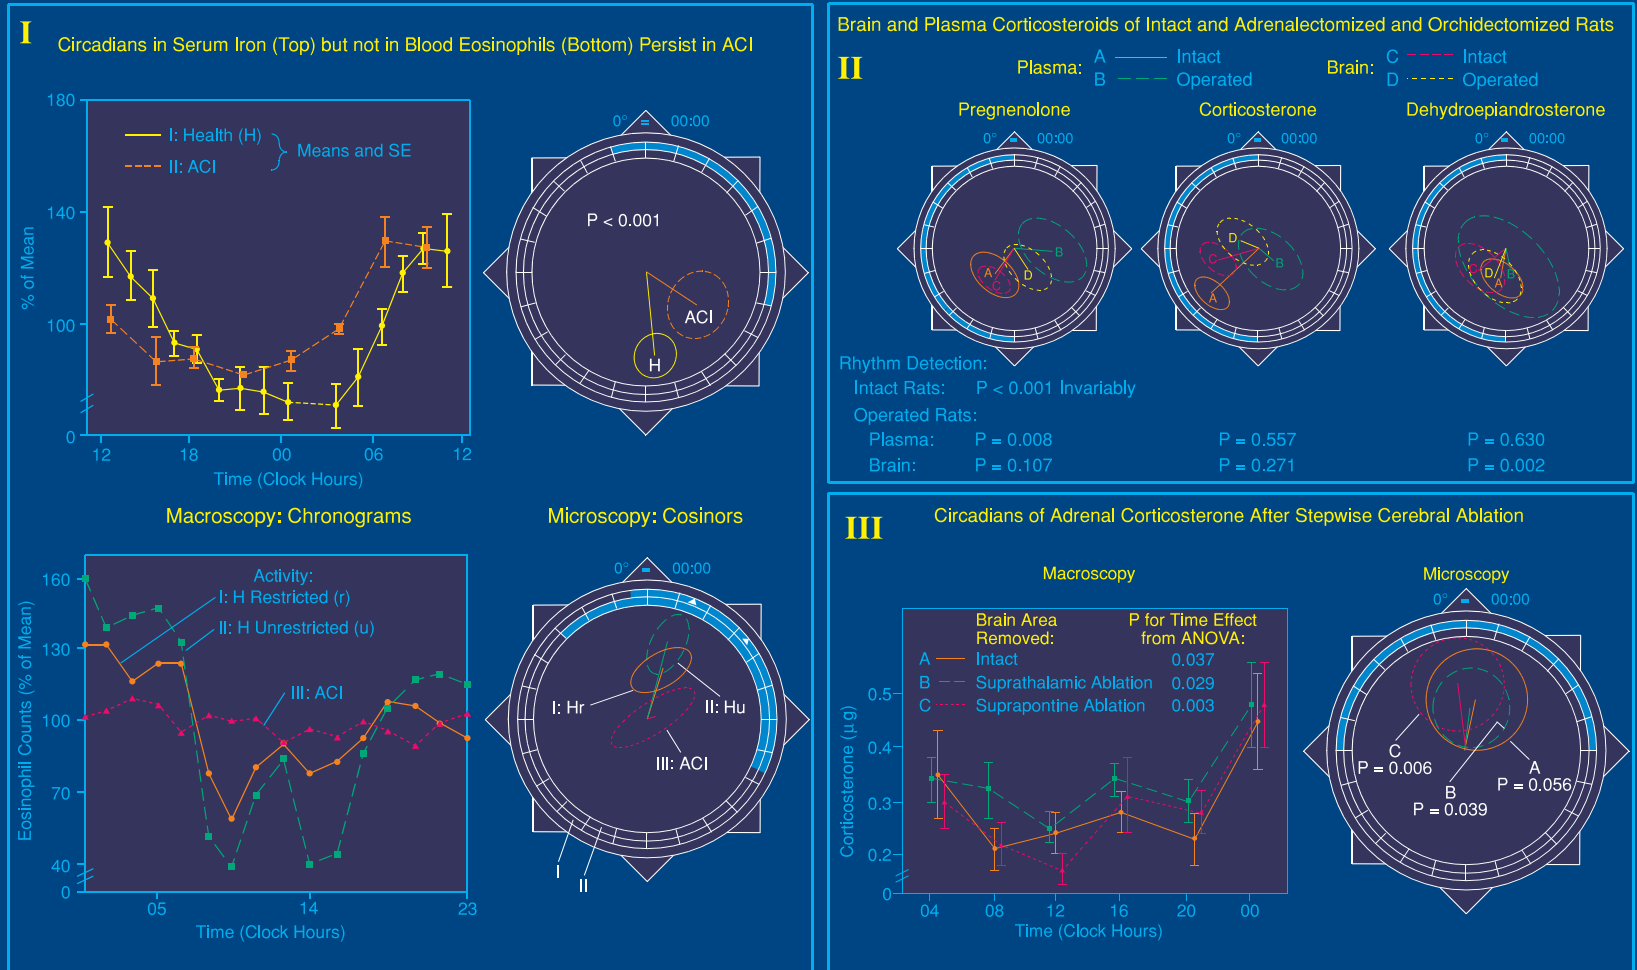 I
Circadians in Serum Iron (Top) but not in Blood Eosinophils (Bottom) Persist in ACI
% of Mean
180
140
100
0
I: Health (H)
II: ACI
Means and SE
12 18 00 06 12
Time (Clock Hours)
0° = 00:00
P < 0.001
ACI
H
Macroscopy: Chronograms
Eosinophil Counts (% of Mean)
160
130
100
70
40
0
Activity:
I: H Restricted (r)
II: H Unrestricted (u)
III: ACI
05 14 23
Time (Clock Hours)
Microscopy: Cosinors
0° = 00:00
I: Hr
II: Hu
III: ACI
I
II
Brain and Plasma Corticosteroids of Intact and Adrenalectomized and Orchidectomized Rats
II
Plasma: A Intact
B Operated
Brain: C Intact
D Operated
Pregnenolone Corticosterone Dehydroepiandrosterone
0° = 00:00 0° = 00:00 0° = 00:00
A B C D
A B C D
A B C D
Rhythm Detection:
Intact Rats: P < 0.001 Invariably
Operated Rats:
Plasma: P = 0.008 P = 0.557 P = 0.630
Brain: P = 0.107 P = 0.271 P = 0.002
III
Circadians of Adrenal Corticosterone After Stepwise Cerebral Ablation
Macroscopy
Brain Area Removed: P for Time Effect from ANOVA:
A Intact 0.037
B Suprathalamic Ablation 0.029
C Suprapontine Ablation 0.003
Corticosterone (µg)
0.5
0.4
0.3
0.2
0
04 08 12 16 20 00
Time (Clock Hours)
Microscopy
0° = 00:00
C
P = 0.006
B
P = 0.039
A
P = 0.056